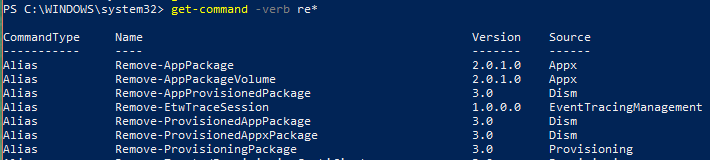 PS C:\WINDOWS\system32> get-command -verb re*
CommandType Name Version Source
----------- ---- ------- ------
Alias Remove-AppPackage 2.0.1.0 Appx
Alias Remove-AppPackageVolume 2.0.1.0 Appx
Alias Remove-AppProvisionedPackage 3.0 Dism
Alias Remove-EtwTraceSession 1.0.0.0 EventTracingManagement
Alias Remove-ProvisionedAppPackage 3.0 Dism
Alias Remove-ProvisionedAppxPackage 3.0 Dism
Alias Remove-ProvisioningPackage 3.0 Provisioning